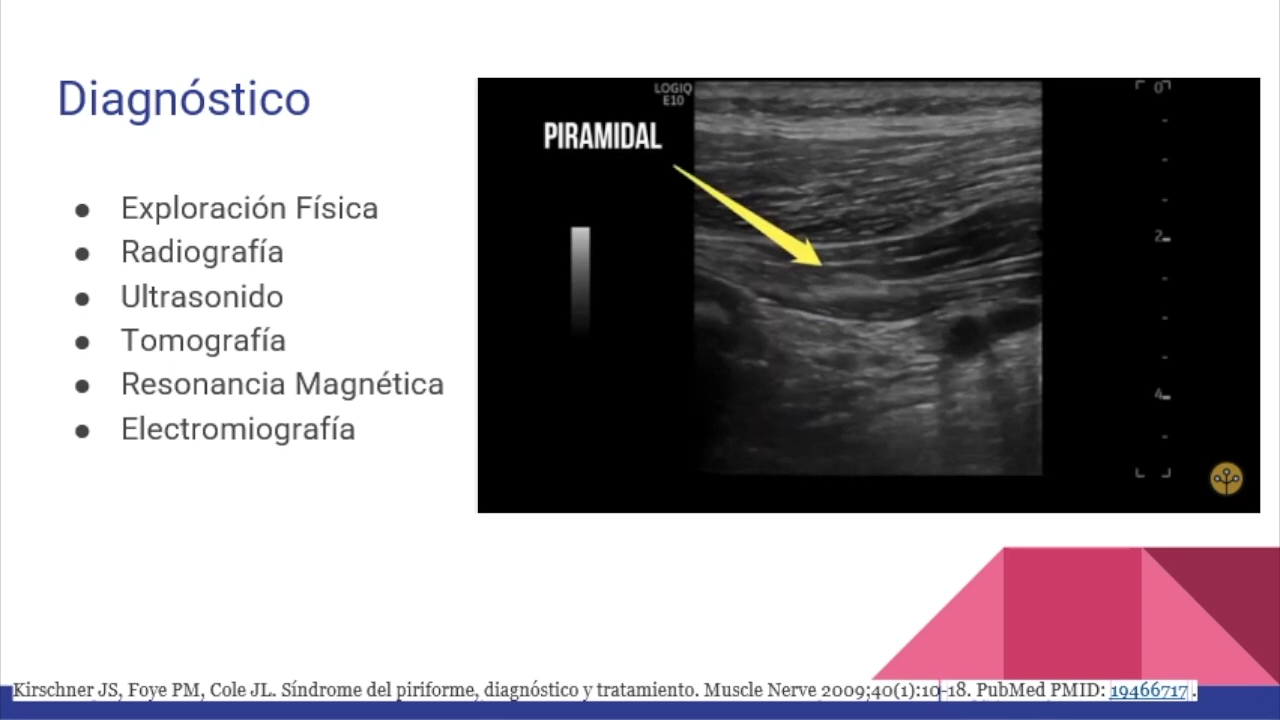 Diagnóstico
● Exploración Física
● Radiografía
● Ultrasonido
● Tomografía
● Resonancia Magnética
● Electromiografía
LOGIQ
E10
PIRAMIDAL
0
2
4
Kirschner JS, Foye PM, Cole JL. Síndrome del piriforme, diagnóstico y tratamiento. Muscle Nerve 2009;40(1):10-18. PubMed PMID: 19466717 .